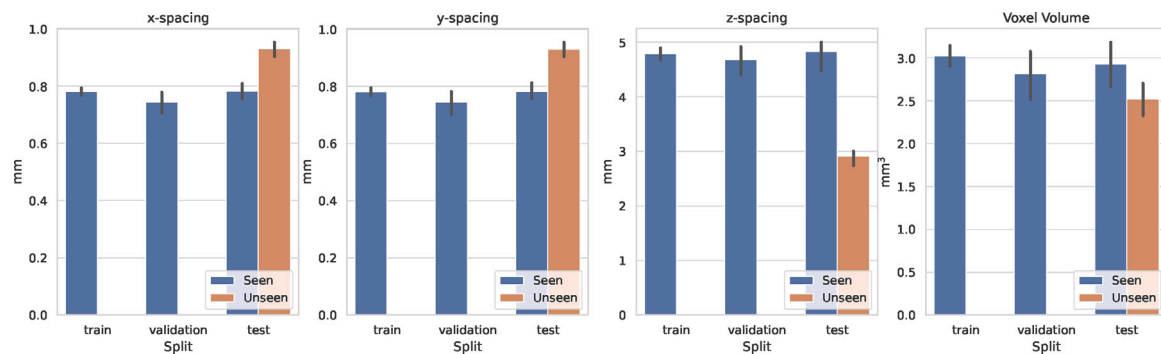 x-spacing
1.0
0.8
0.6
0.4
0.2
0.0
mm
Seen
Unseen
train validation test
Split
y-spacing
1.0
0.8
0.6
0.4
0.2
0.0
mm
Seen
Unseen
train validation test
Split
z-spacing
5
4
3
2
1
0
mm
Seen
Unseen
train validation test
Split
Voxel Volume
3.0
2.5
2.0
1.5
1.0
0.5
0.0
mm³
Seen
Unseen
train validation test
Split